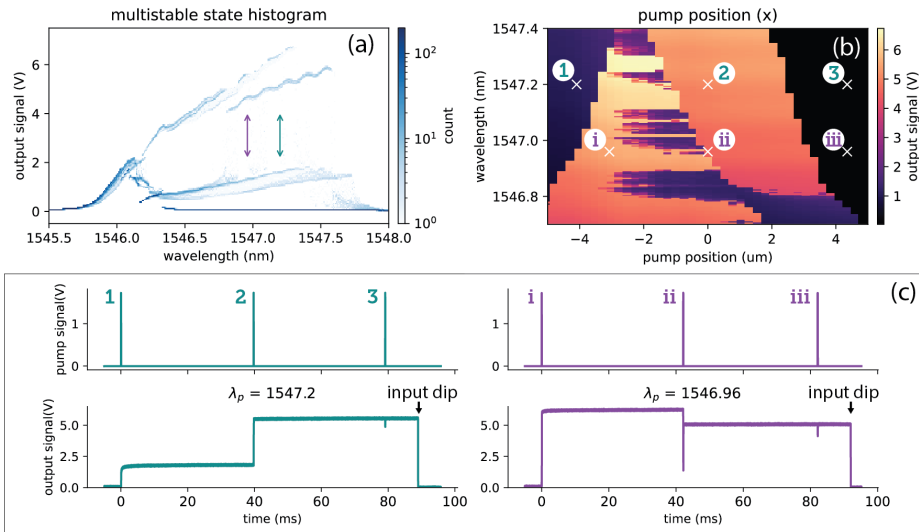 multistable state histogram
(a)
output signal (V)
6
4
2
0
1545.5 1546.0 1546.5 1547.0 1547.5 1548.0
wavelength (nm)
10²
10¹
10⁰
count
pump position (x)
(b)
wavelength (nm)
1547.4
1547.2
1547.0
1546.8
1 2 3
i ii iii
−4 −2 0 2 4
pump position (um)
6
5
4
3
2
1
output signal (V)
(c)
pump signal(V)
1
0
1 2 3
i ii iii
λp = 1547.2
input dip
output signal(V)
5.0
2.5
0.0
0 20 40 60 80 100
time (ms)
1
0
λp = 1546.96
input dip
5.0
2.5
0.0
0 20 40 60 80 100
time (ms)